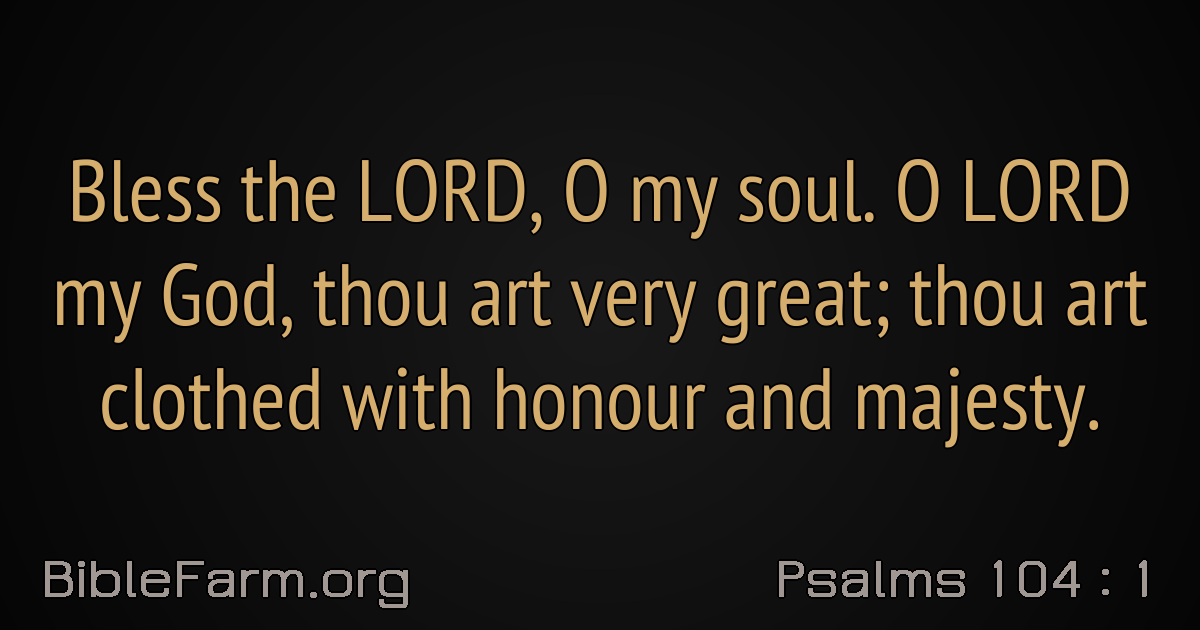 Bless the LORD, O my soul. O LORD
my God, thou art very great; thou art
clothed with honour and majesty.
BibleFarm.org
Psalms 104 : 1